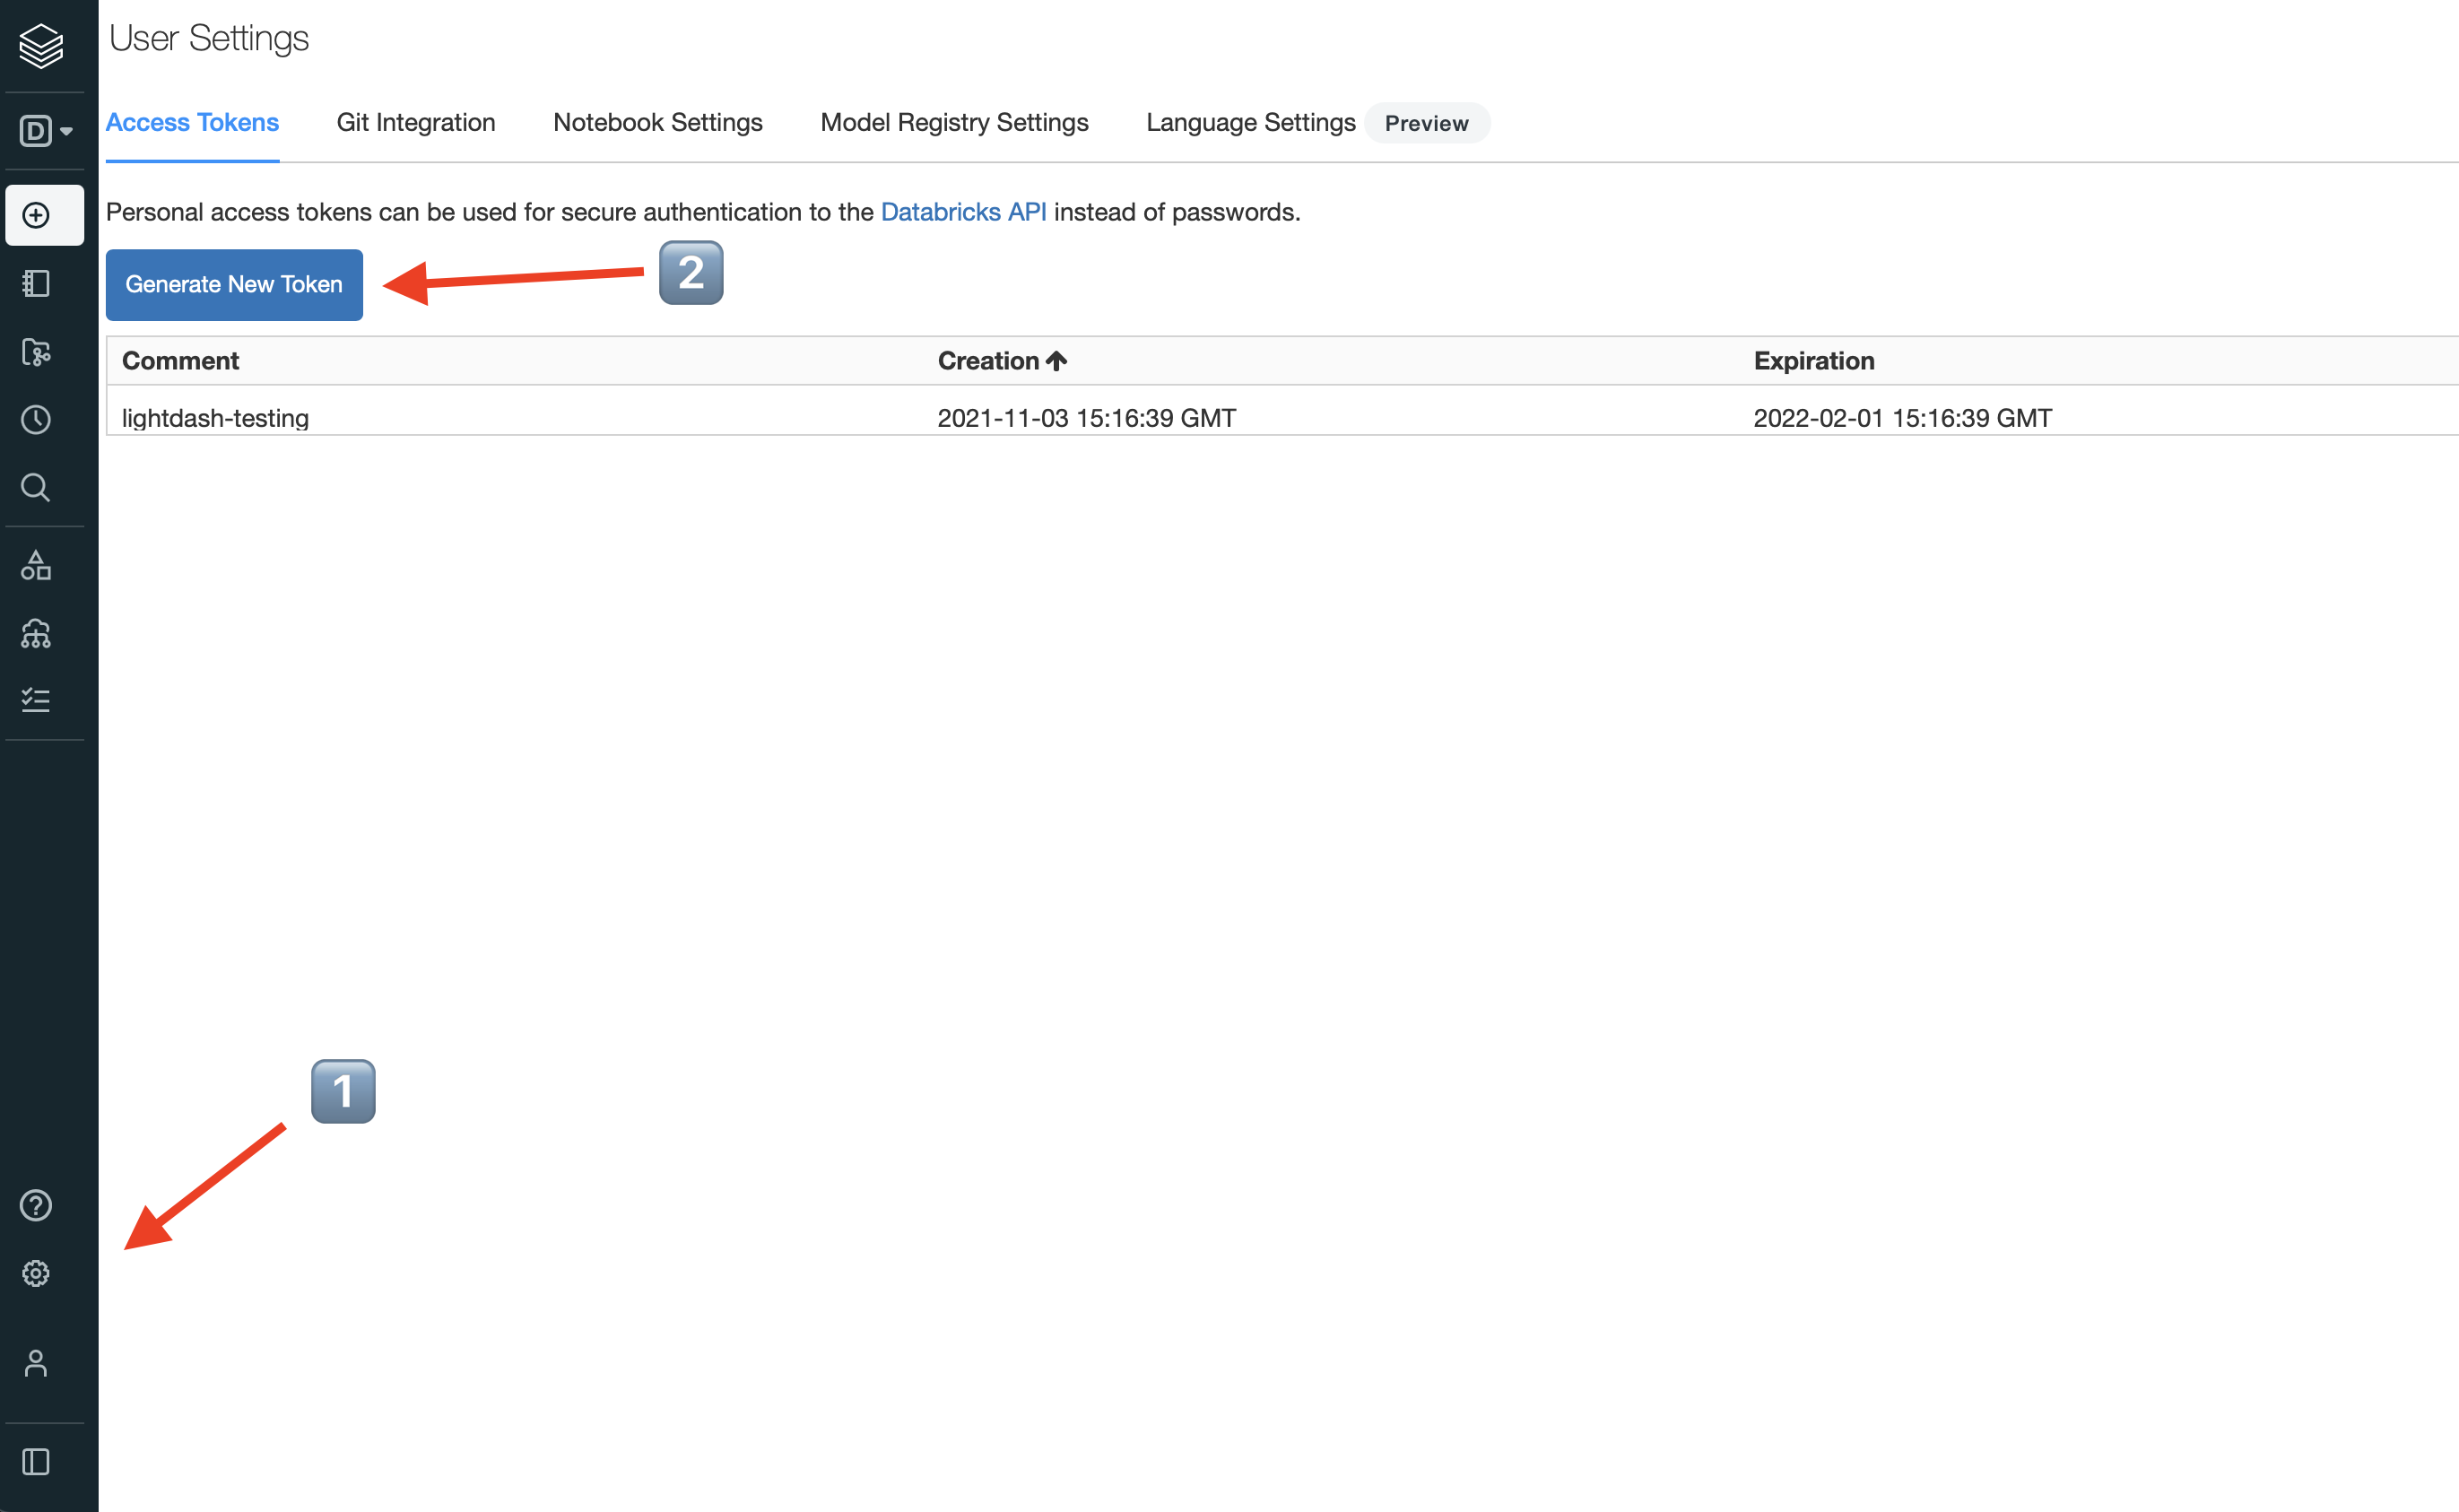 User Settings
D
Access Tokens Git Integration Notebook Settings Model Registry Settings Language Settings Preview
Personal access tokens can be used for secure authentication to the Databricks API instead of passwords.
Generate New Token
2
Comment Creation Expiration
lightdash-testing 2021-11-03 15:16:39 GMT 2022-02-01 15:16:39 GMT
1
?